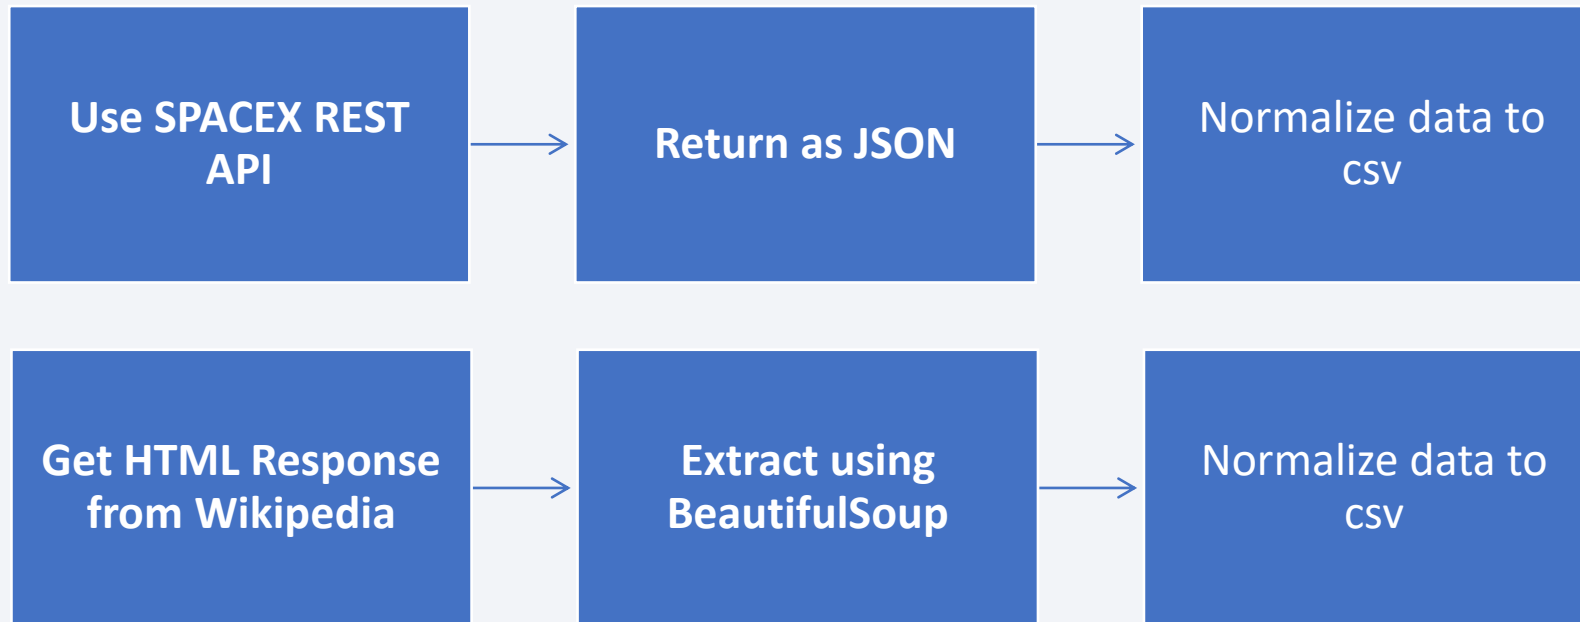 Use SPACEX REST
API
Return as JSON
Normalize data to
csv
Get HTML Response
from Wikipedia
Extract using
BeautifulSoup
Normalize data to
csv